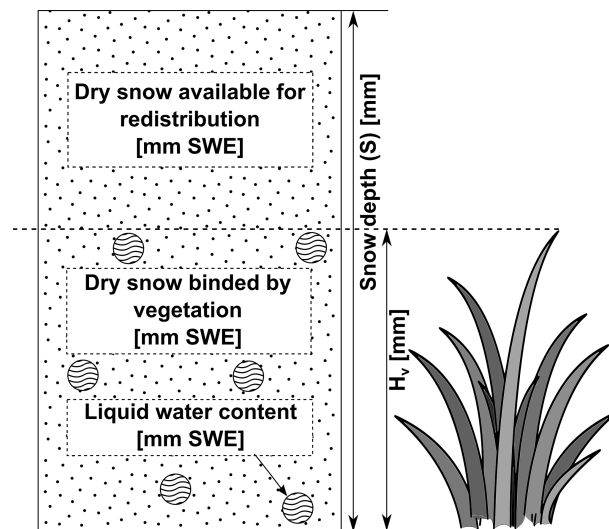 Dry snow available for
redistribution
[mm SWE]
Snow depth (S) [mm]
Dry snow binded by
vegetation
[mm SWE]
Hv [mm]
Liquid water content
[mm SWE]